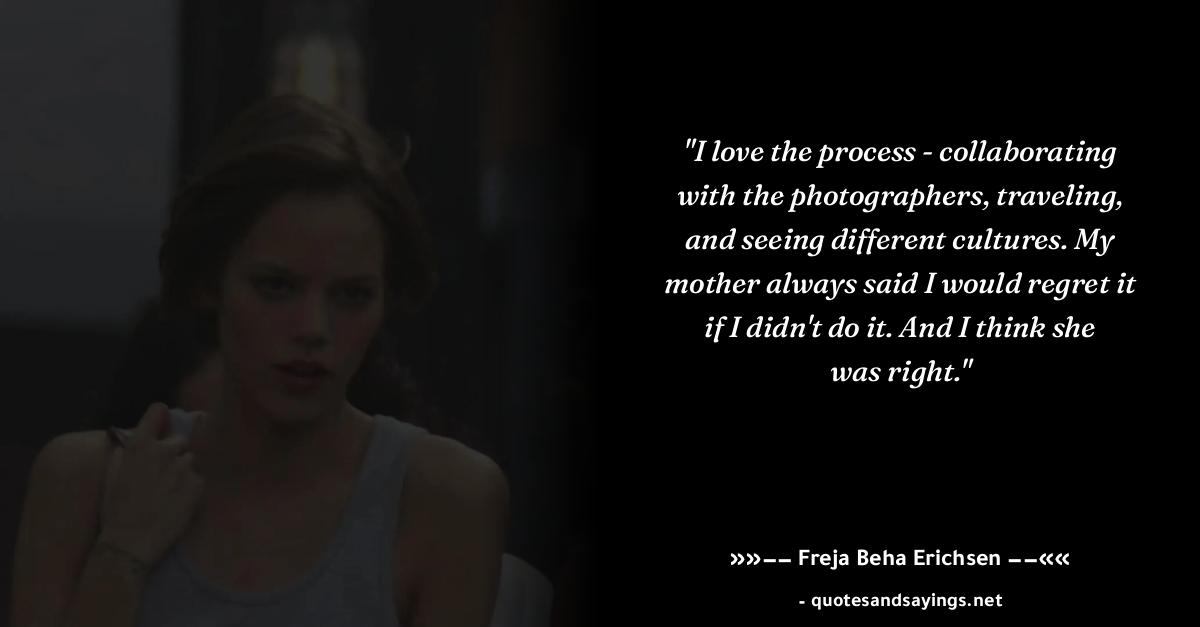 "I love the process - collaborating
with the photographers, traveling,
and seeing different cultures. My
mother always said I would regret it
if I didn't do it. And I think she
was right."
»»–– Freja Beha Erichsen ––««
- quotesandsayings.net